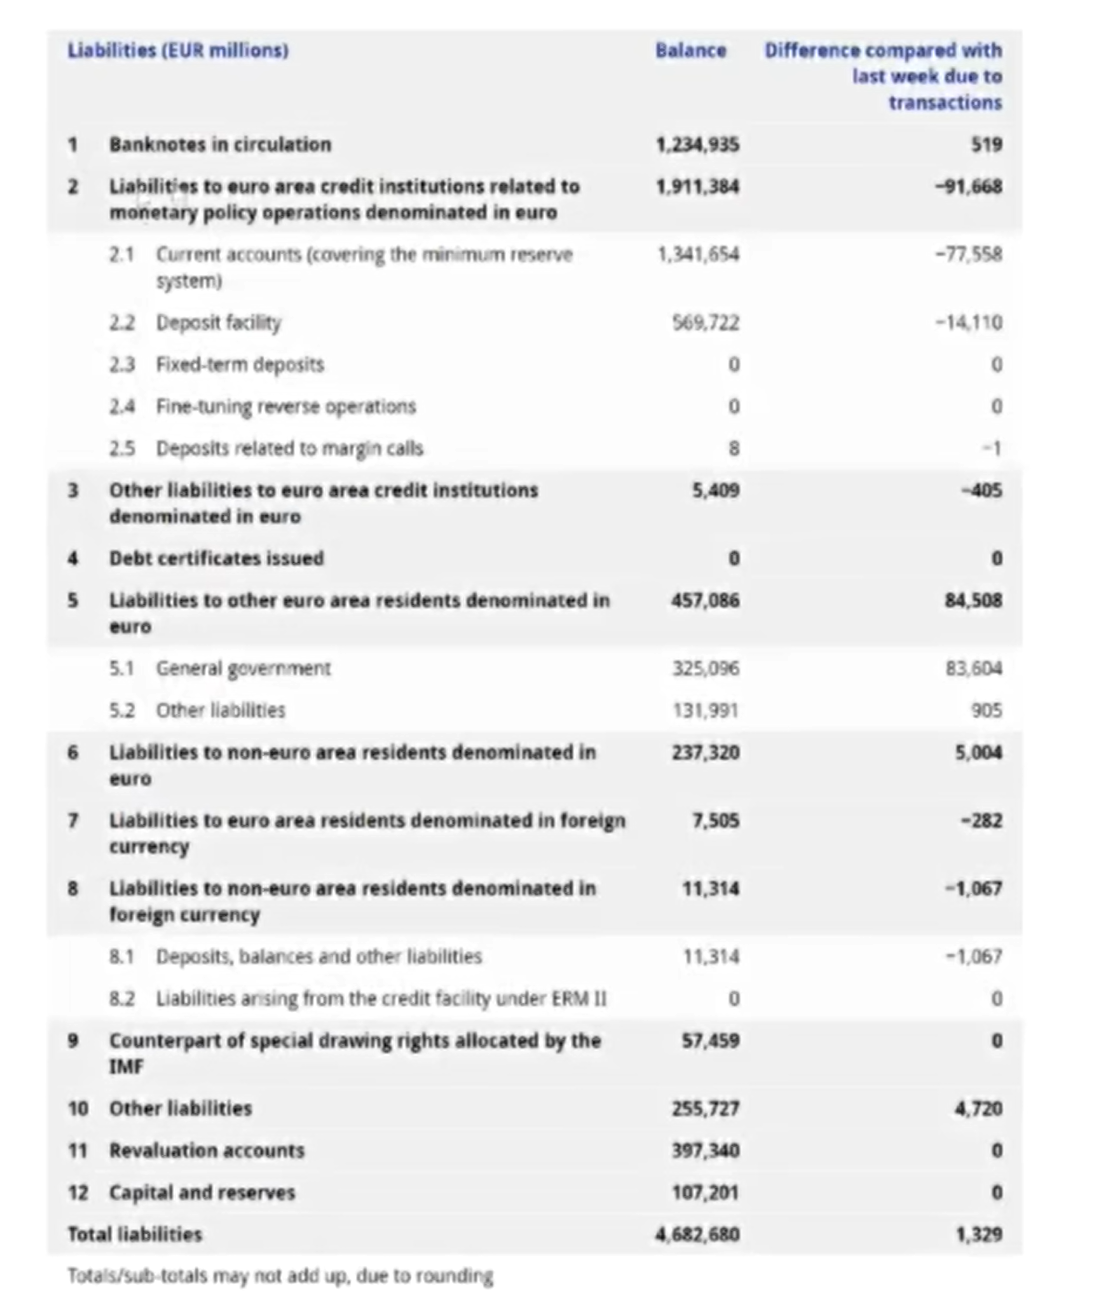 Liabilities (EUR millions) Balance Difference compared with
last week due to
transactions
1 Banknotes in circulation 1,234,935 519
2 Liabilities to euro area credit institutions related to 1,911,384 −91,668
monetary policy operations denominated in euro
2.1 Current accounts (covering the minimum reserve 1,341,654 −77,558
system)
2.2 Deposit facility 569,722 −14,110
2.3 Fixed-term deposits 0 0
2.4 Fine-tuning reverse operations 0 0
2.5 Deposits related to margin calls 8 −1
3 Other liabilities to euro area credit institutions 5,409 −405
denominated in euro
4 Debt certificates issued 0 0
5 Liabilities to other euro area residents denominated in 457,086 84,508
euro
5.1 General government 325,096 83,604
5.2 Other liabilities 131,991 905
6 Liabilities to non-euro area residents denominated in 237,320 5,004
euro
7 Liabilities to euro area residents denominated in foreign 7,505 −282
currency
8 Liabilities to non-euro area residents denominated in 11,314 −1,067
foreign currency
8.1 Deposits, balances and other liabilities 11,314 −1,067
8.2 Liabilities arising from the credit facility under ERM II 0 0
9 Counterpart of special drawing rights allocated by the 57,459 0
IMF
10 Other liabilities 255,727 4,720
11 Revaluation accounts 397,340 0
12 Capital and reserves 107,201 0
Total liabilities 4,682,680 1,329
Totals/sub-totals may not add up, due to rounding